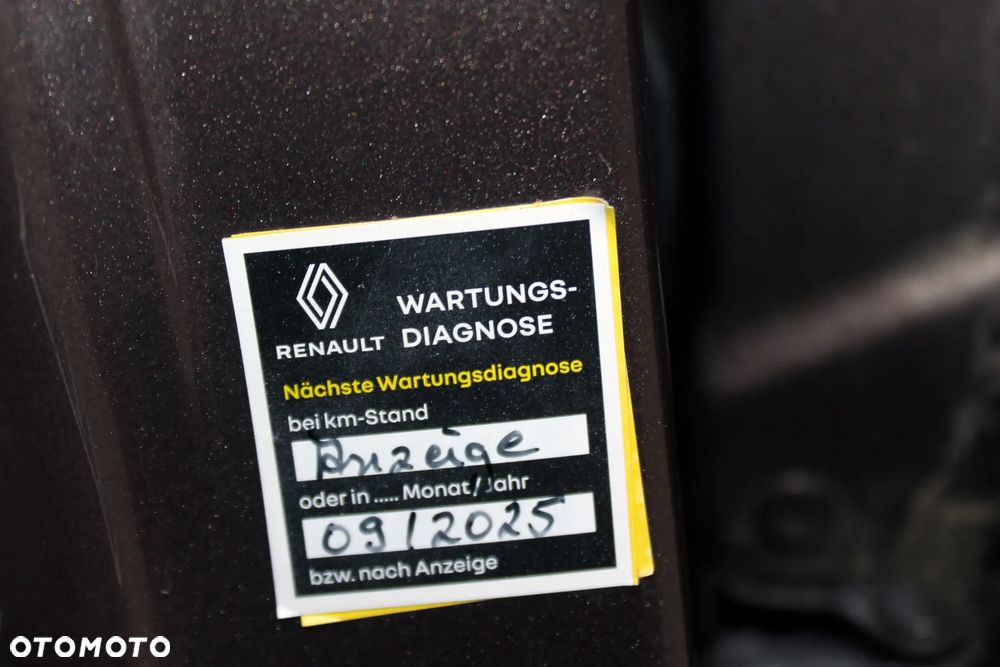 WARTUNGS-
RENAULT DIAGNOSE
Nächste Wartungsdiagnose
bei km-Stand
Anzeige
oder in ..... Monat/Jahr
09/2025
bzw. nach Anzeige
OTOMOTO